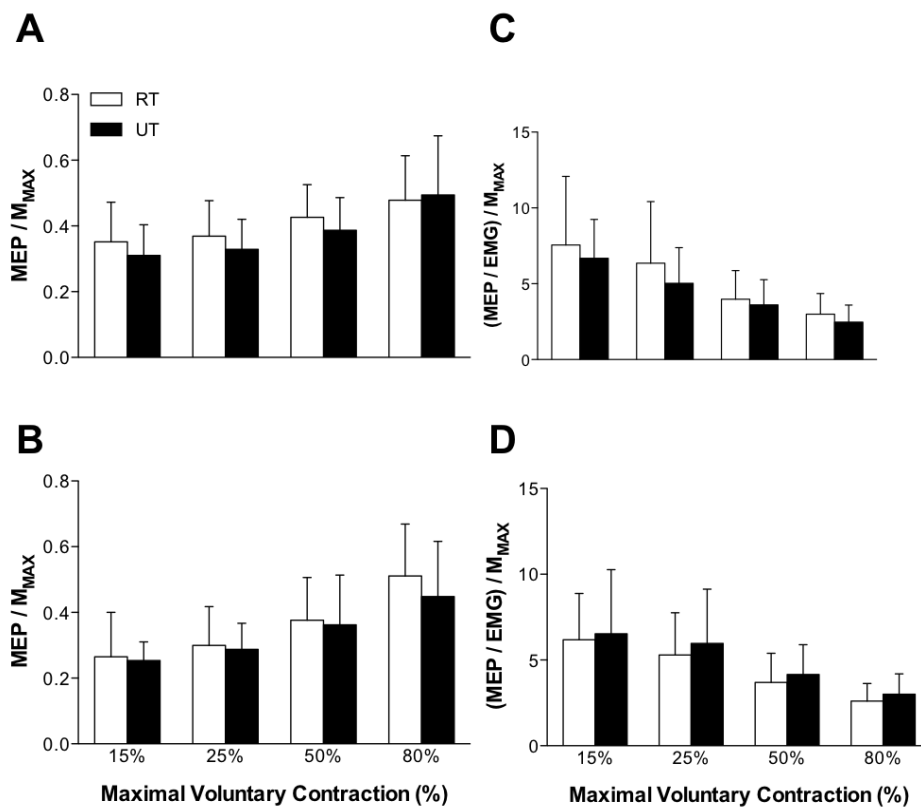 A
MEP / MMAX
0.8
0.6
0.4
0.2
0.0
RT
UT
C
(MEP / EMG) / MMAX
15
10
5
0
B
MEP / MMAX
0.8
0.6
0.4
0.2
0.0
15% 25% 50% 80%
Maximal Voluntary Contraction (%)
D
(MEP / EMG) / MMAX
15
10
5
0
15% 25% 50% 80%
Maximal Voluntary Contraction (%)